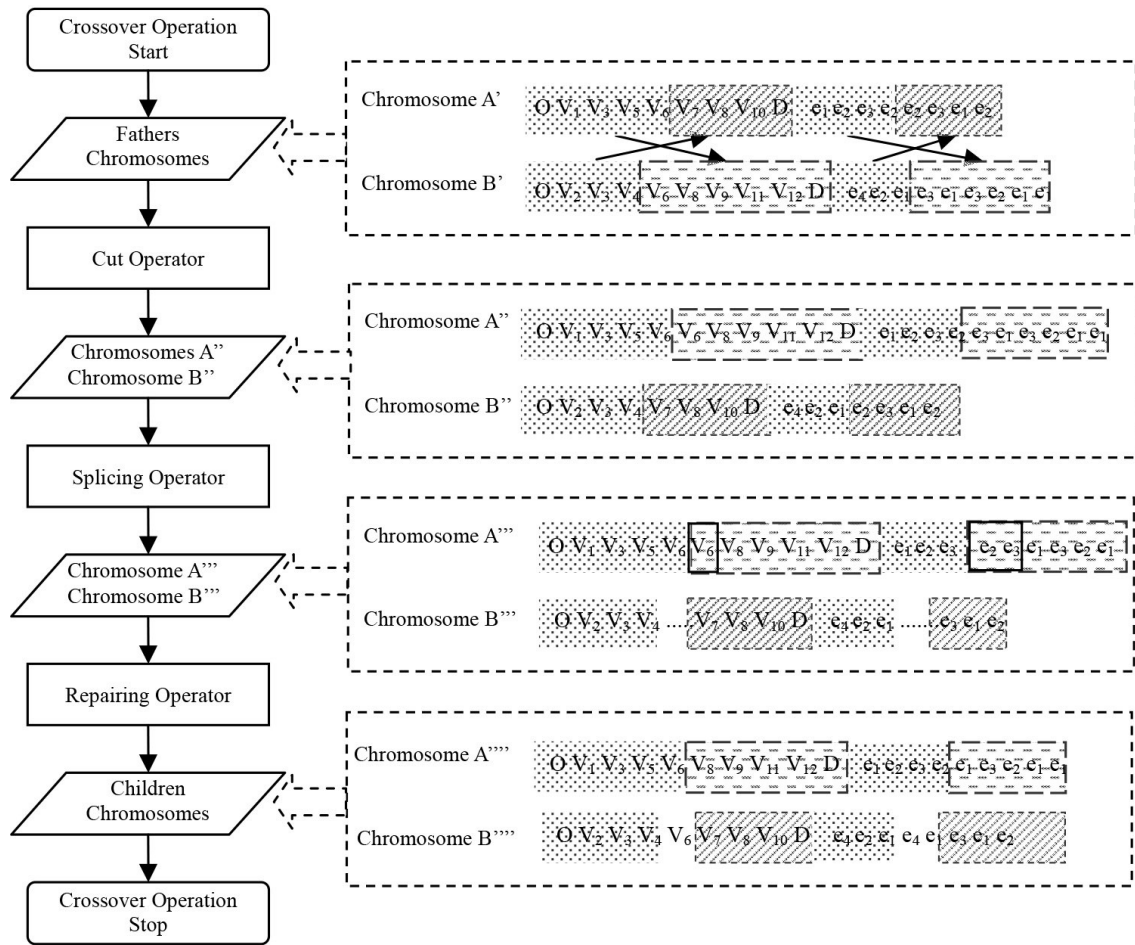 Crossover Operation
Start
Fathers
Chromosomes
Cut Operator
Chromosomes A''
Chromosome B''
Splicing Operator
Chromosome A'''
Chromosome B'''
Repairing Operator
Children
Chromosomes
Crossover Operation
Stop
Chromosome A' O V₁ V₃ V₅ V₆ V₇ V₈ V₁₀ D e₁ e₂ e₃ e₂ e₂ e₃ e₁ e₂
Chromosome B' O V₂ V₃ V₄ V₆ V₈ V₉ V₁₁ V₁₂ D e₄ e₂ e₁ e₃ e₁ e₃ e₂ e₁ e₁
Chromosome A'' O V₁ V₃ V₅ V₆ V₆ V₈ V₉ V₁₁ V₁₂ D e₁ e₂ e₃ e₂ e₃ e₁ e₃ e₂ e₁ e₁
Chromosome B'' O V₂ V₃ V₄ V₇ V₈ V₁₀ D e₄ e₂ e₁ e₂ e₃ e₁ e₂
Chromosome A''' O V₁ V₃ V₅ V₆ V₆ V₈ V₉ V₁₁ V₁₂ D e₁ e₂ e₃ e₂ e₃ e₁ e₃ e₂ e₁
Chromosome B''' O V₂ V₃ V₄ ..... V₇ V₈ V₁₀ D e₄ e₂ e₁ ....... e₃ e₁ e₂
Chromosome A'''' O V₁ V₃ V₅ V₆ V₈ V₉ V₁₁ V₁₂ D e₁ e₂ e₃ e₂ e₁ e₃ e₂ e₁ e₁
Chromosome B'''' O V₂ V₃ V₄ V₆ V₇ V₈ V₁₀ D e₄ e₂ e₁ e₄ e₁ e₃ e₁ e₂